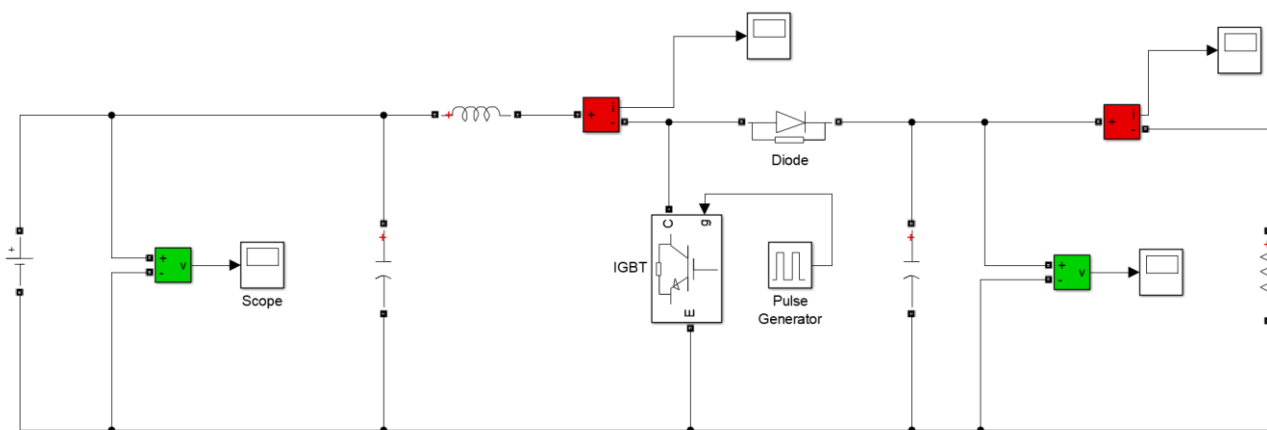 i
+
-
i
+
-
+
Diode
C
g
+
+
+
+
-
v
IGBT
+
-
v
Scope
E
Pulse
Generator